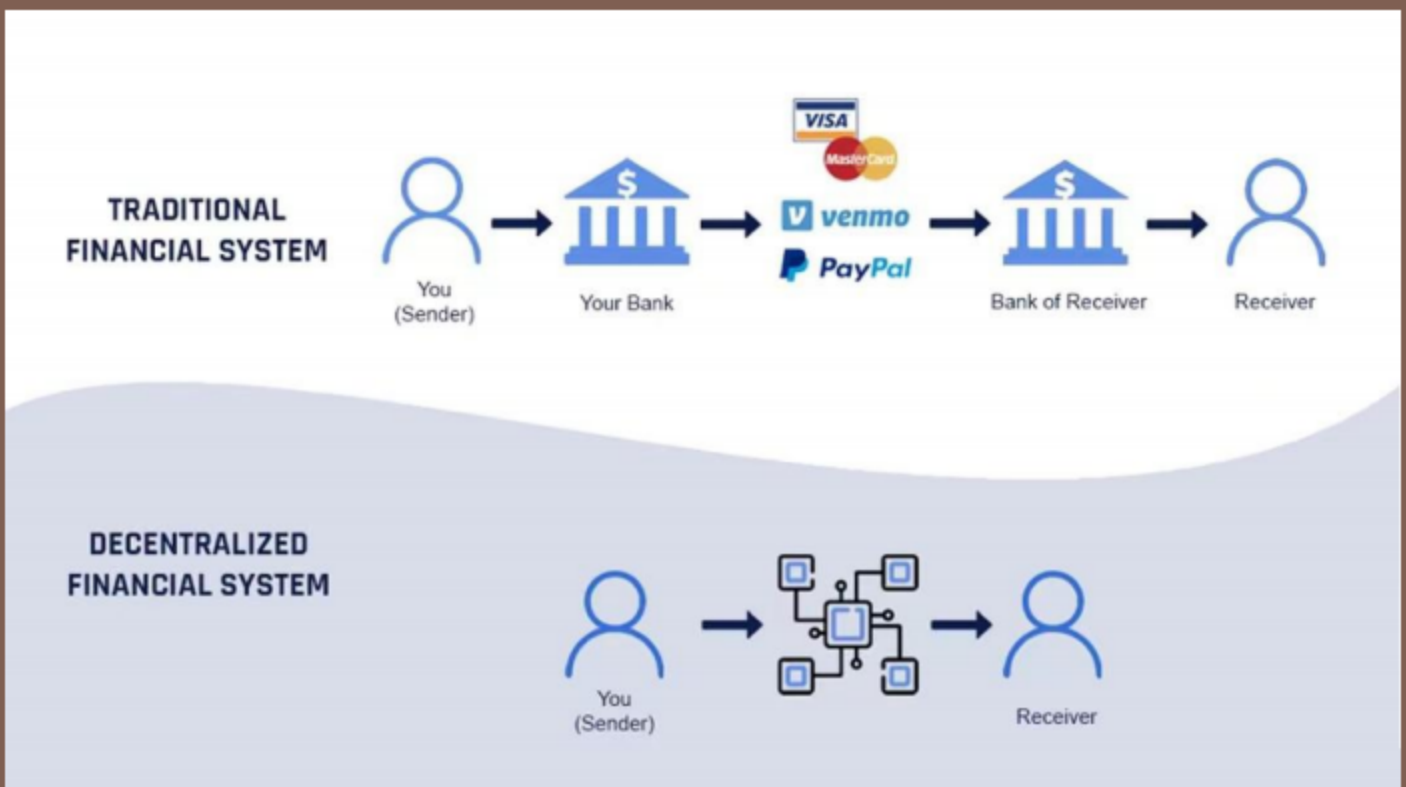 VISA
MasterCard
TRADITIONAL
FINANCIAL SYSTEM
$
$
venmo
PayPal
You
(Sender)
Your Bank
Bank of Receiver
Receiver
DECENTRALIZED
FINANCIAL SYSTEM
You
(Sender)
Receiver